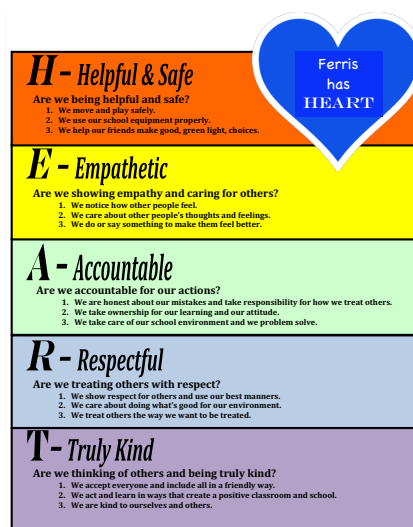 Ferris
has
HEART
H – Helpful & Safe
Are we being helpful and safe?
1. We move and play safely.
2. We use our school equipment properly.
3. We help our friends make good, green light, choices.
E – Empathetic
Are we showing empathy and caring for others?
1. We notice how other people feel.
2. We care about other people's thoughts and feelings.
3. We do or say something to make them feel better.
A – Accountable
Are we accountable for our actions?
1. We are honest about our mistakes and take responsibility for how we treat others.
2. We take ownership for our learning and our attitude.
3. We take care of our school environment and we problem solve.
R – Respectful
Are we treating others with respect?
1. We show respect for others and use our best manners.
2. We care about doing what's good for our environment.
3. We treat others the way we want to be treated.
T – Truly Kind
Are we thinking of others and being truly kind?
1. We accept everyone and include all in a friendly way.
2. We act and learn in ways that create a positive classroom and school.
3. We are kind to ourselves and others.